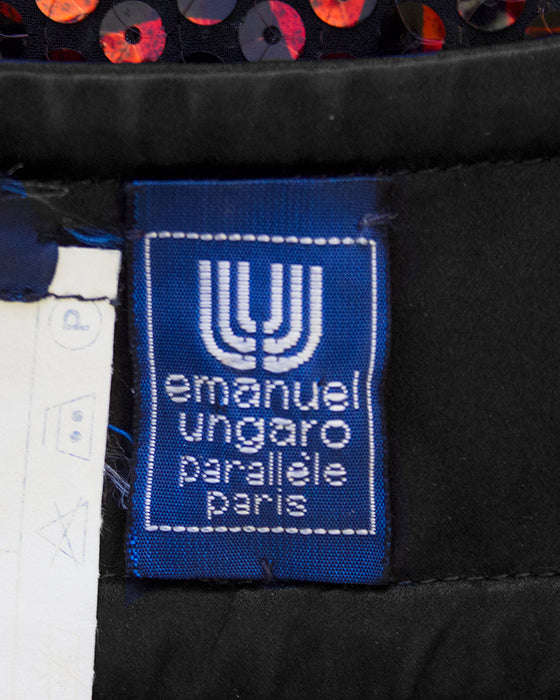 emanuel
ungaro
parallèle
paris
P